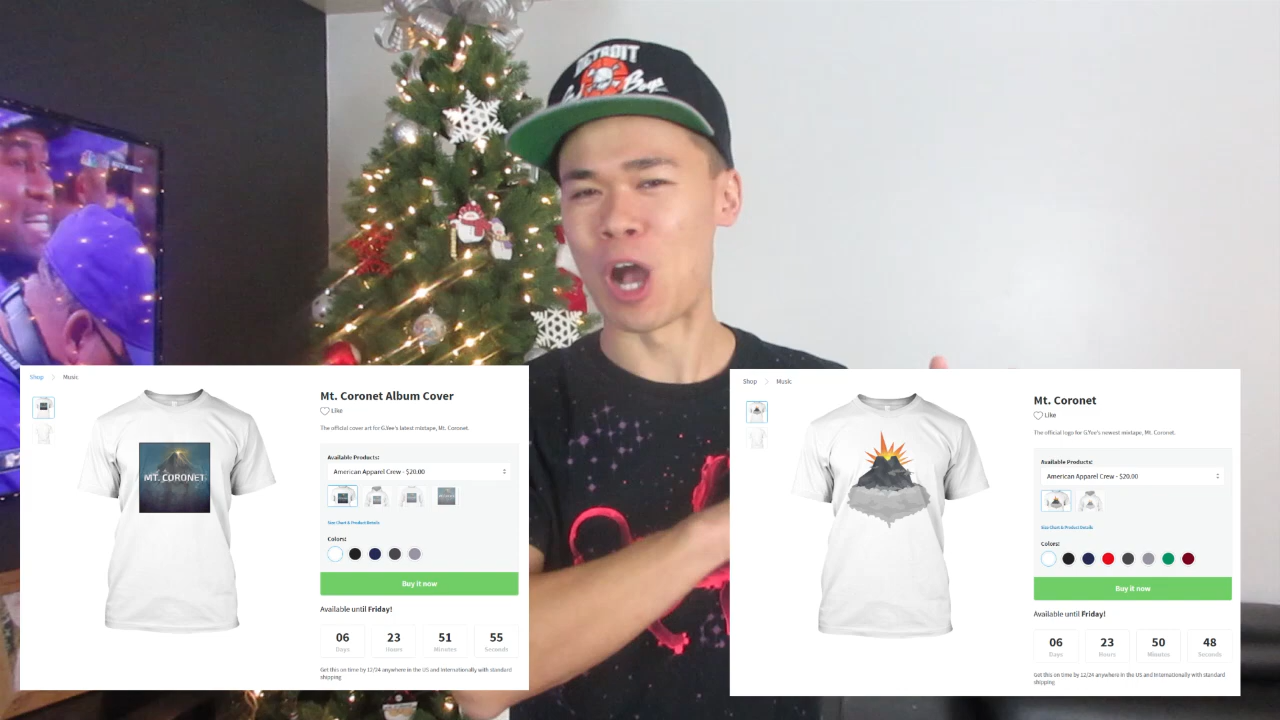 DETROIT
Bad Boys
Shop > Music
Mt. Coronet Album Cover
Like
The official cover art for G.Yee's latest mixtape, Mt. Coronet.
MT. CORONET
Available Products:
American Apparel Crew - $20.00
Size Chart & Product Details
Colors:
Buy it now
Available until Friday!
06 23 51 55
Days Hours Minutes Seconds
Get this on time by 12/24 anywhere in the US and Internationally with standard
shipping
Shop > Music
Mt. Coronet
Like
The official logo for G.Yee's newest mixtape, Mt. Coronet.
Available Products:
American Apparel Crew - $20.00
Size Chart & Product Details
Colors:
Buy it now
Available until Friday!
06 23 50 48
Days Hours Minutes Seconds
Get this on time by 12/24 anywhere in the US and Internationally with standard
shipping